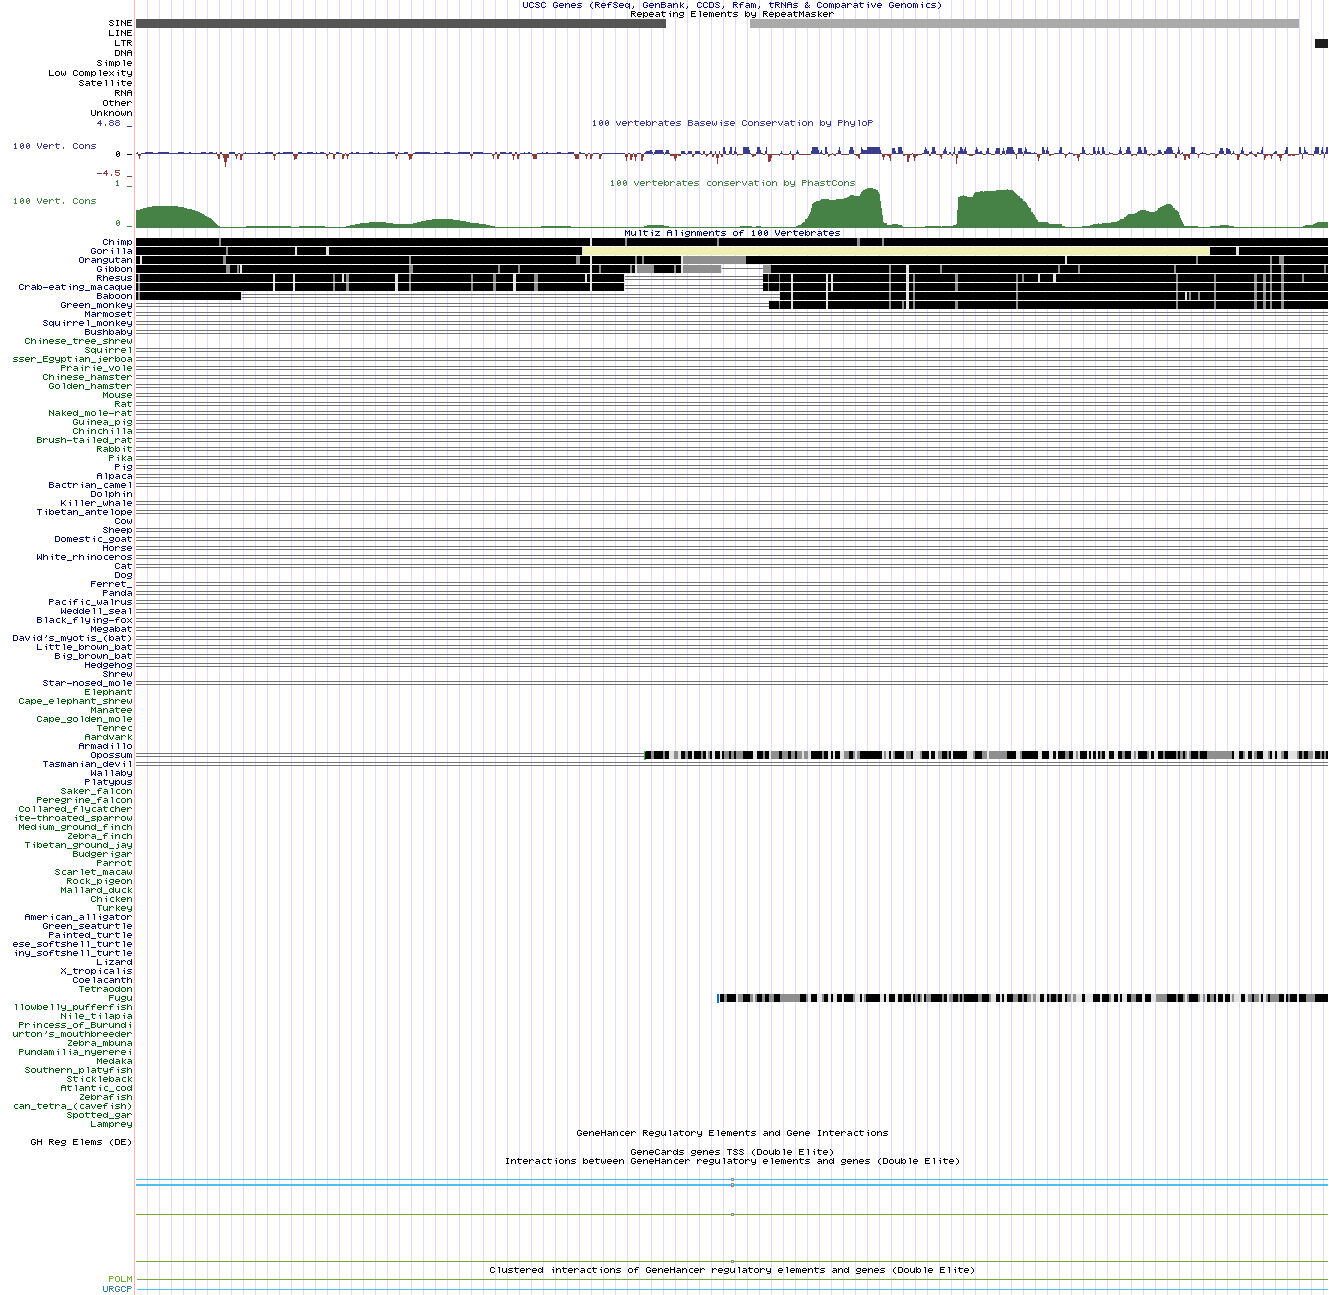 UCSC Genes (RefSeq, GenBank, CCDS, Rfam, tRNAs & Comparative Genomics)
Repeating Elements by RepeatMasker
SINE
LINE
LTR
DNA
Simple
Low Complexity
Satellite
RNA
Other
Unknown
4.88 _
100 vertebrates Basewise Conservation by PhyloP
100 Vert. Cons
0 -
-4.5 _
1 _
100 vertebrates conservation by PhastCons
100 Vert. Cons
0 _
Multiz Alignments of 100 Vertebrates
Chimp
Gorilla
Orangutan
Gibbon
Rhesus
Crab-eating_macaque
Baboon
Green_monkey
Marmoset
Squirrel_monkey
Bushbaby
Chinese_tree_shrew
Squirrel
sser_Egyptian_jerboa
Prairie_vole
Chinese_hamster
Golden_hamster
Mouse
Rat
Naked_mole-rat
Guinea_pig
Chinchilla
Brush-tailed_rat
Rabbit
Pika
Pig
Alpaca
Bactrian_camel
Dolphin
Killer_whale
Tibetan_antelope
Cow
Sheep
Domestic_goat
Horse
White_rhinoceros
Cat
Dog
Ferret_
Panda
Pacific_walrus
Weddell_seal
Black_flying-fox
Megabat
David's_myotis_(bat)
Little_brown_bat
Big_brown_bat
Hedgehog
Shrew
Star-nosed_mole
Elephant
Cape_elephant_shrew
Manatee
Cape_golden_mole
Tenrec
Aardvark
Armadillo
Opossum
Tasmanian_devil
Wallaby
Platypus
Saker_falcon
Peregrine_falcon
Collared_flycatcher
ite-throated_sparrow
Medium_ground_finch
Zebra_finch
Tibetan_ground_jay
Budgerigar
Parrot
Scarlet_macaw
Rock_pigeon
Mallard_duck
Chicken
Turkey
American_alligator
Green_seaturtle
Painted_turtle
ese_softshell_turtle
iny_softshell_turtle
Lizard
X_tropicalis
Coelacanth
Tetraodon
Fugu
llowbelly_pufferfish
Nile_tilapia
Princess_of_Burundi
urton's_mouthbreeder
Zebra_mbuna
Pundamilia_nyererei
Medaka
Southern_platyfish
Stickleback
Atlantic_cod
Zebrafish
can_tetra_(cavefish)
Spotted_gar
Lamprey
GeneHancer Regulatory Elements and Gene Interactions
GH Reg Elems (DE)
GeneCards genes TSS (Double Elite)
Interactions between GeneHancer regulatory elements and genes (Double Elite)
Clustered interactions of GeneHancer regulatory elements and genes (Double Elite)
POLM
URGCP